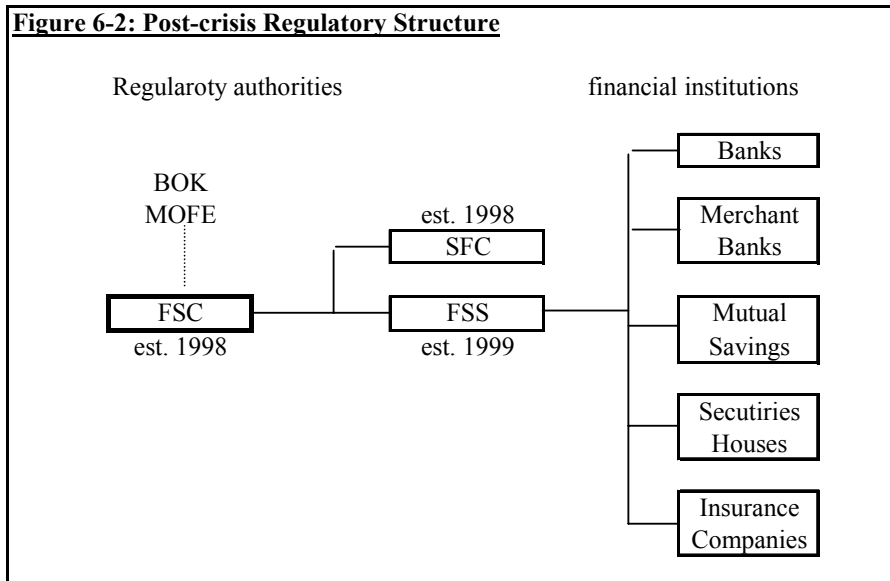 Figure 6-2: Post-crisis Regulatory Structure
Regularoty authorities
financial institutions
BOK
MOFE
FSC
est. 1998
est. 1998
SFC
FSS
est. 1999
Banks
Merchant
Banks
Mutual
Savings
Secutiries
Houses
Insurance
Companies